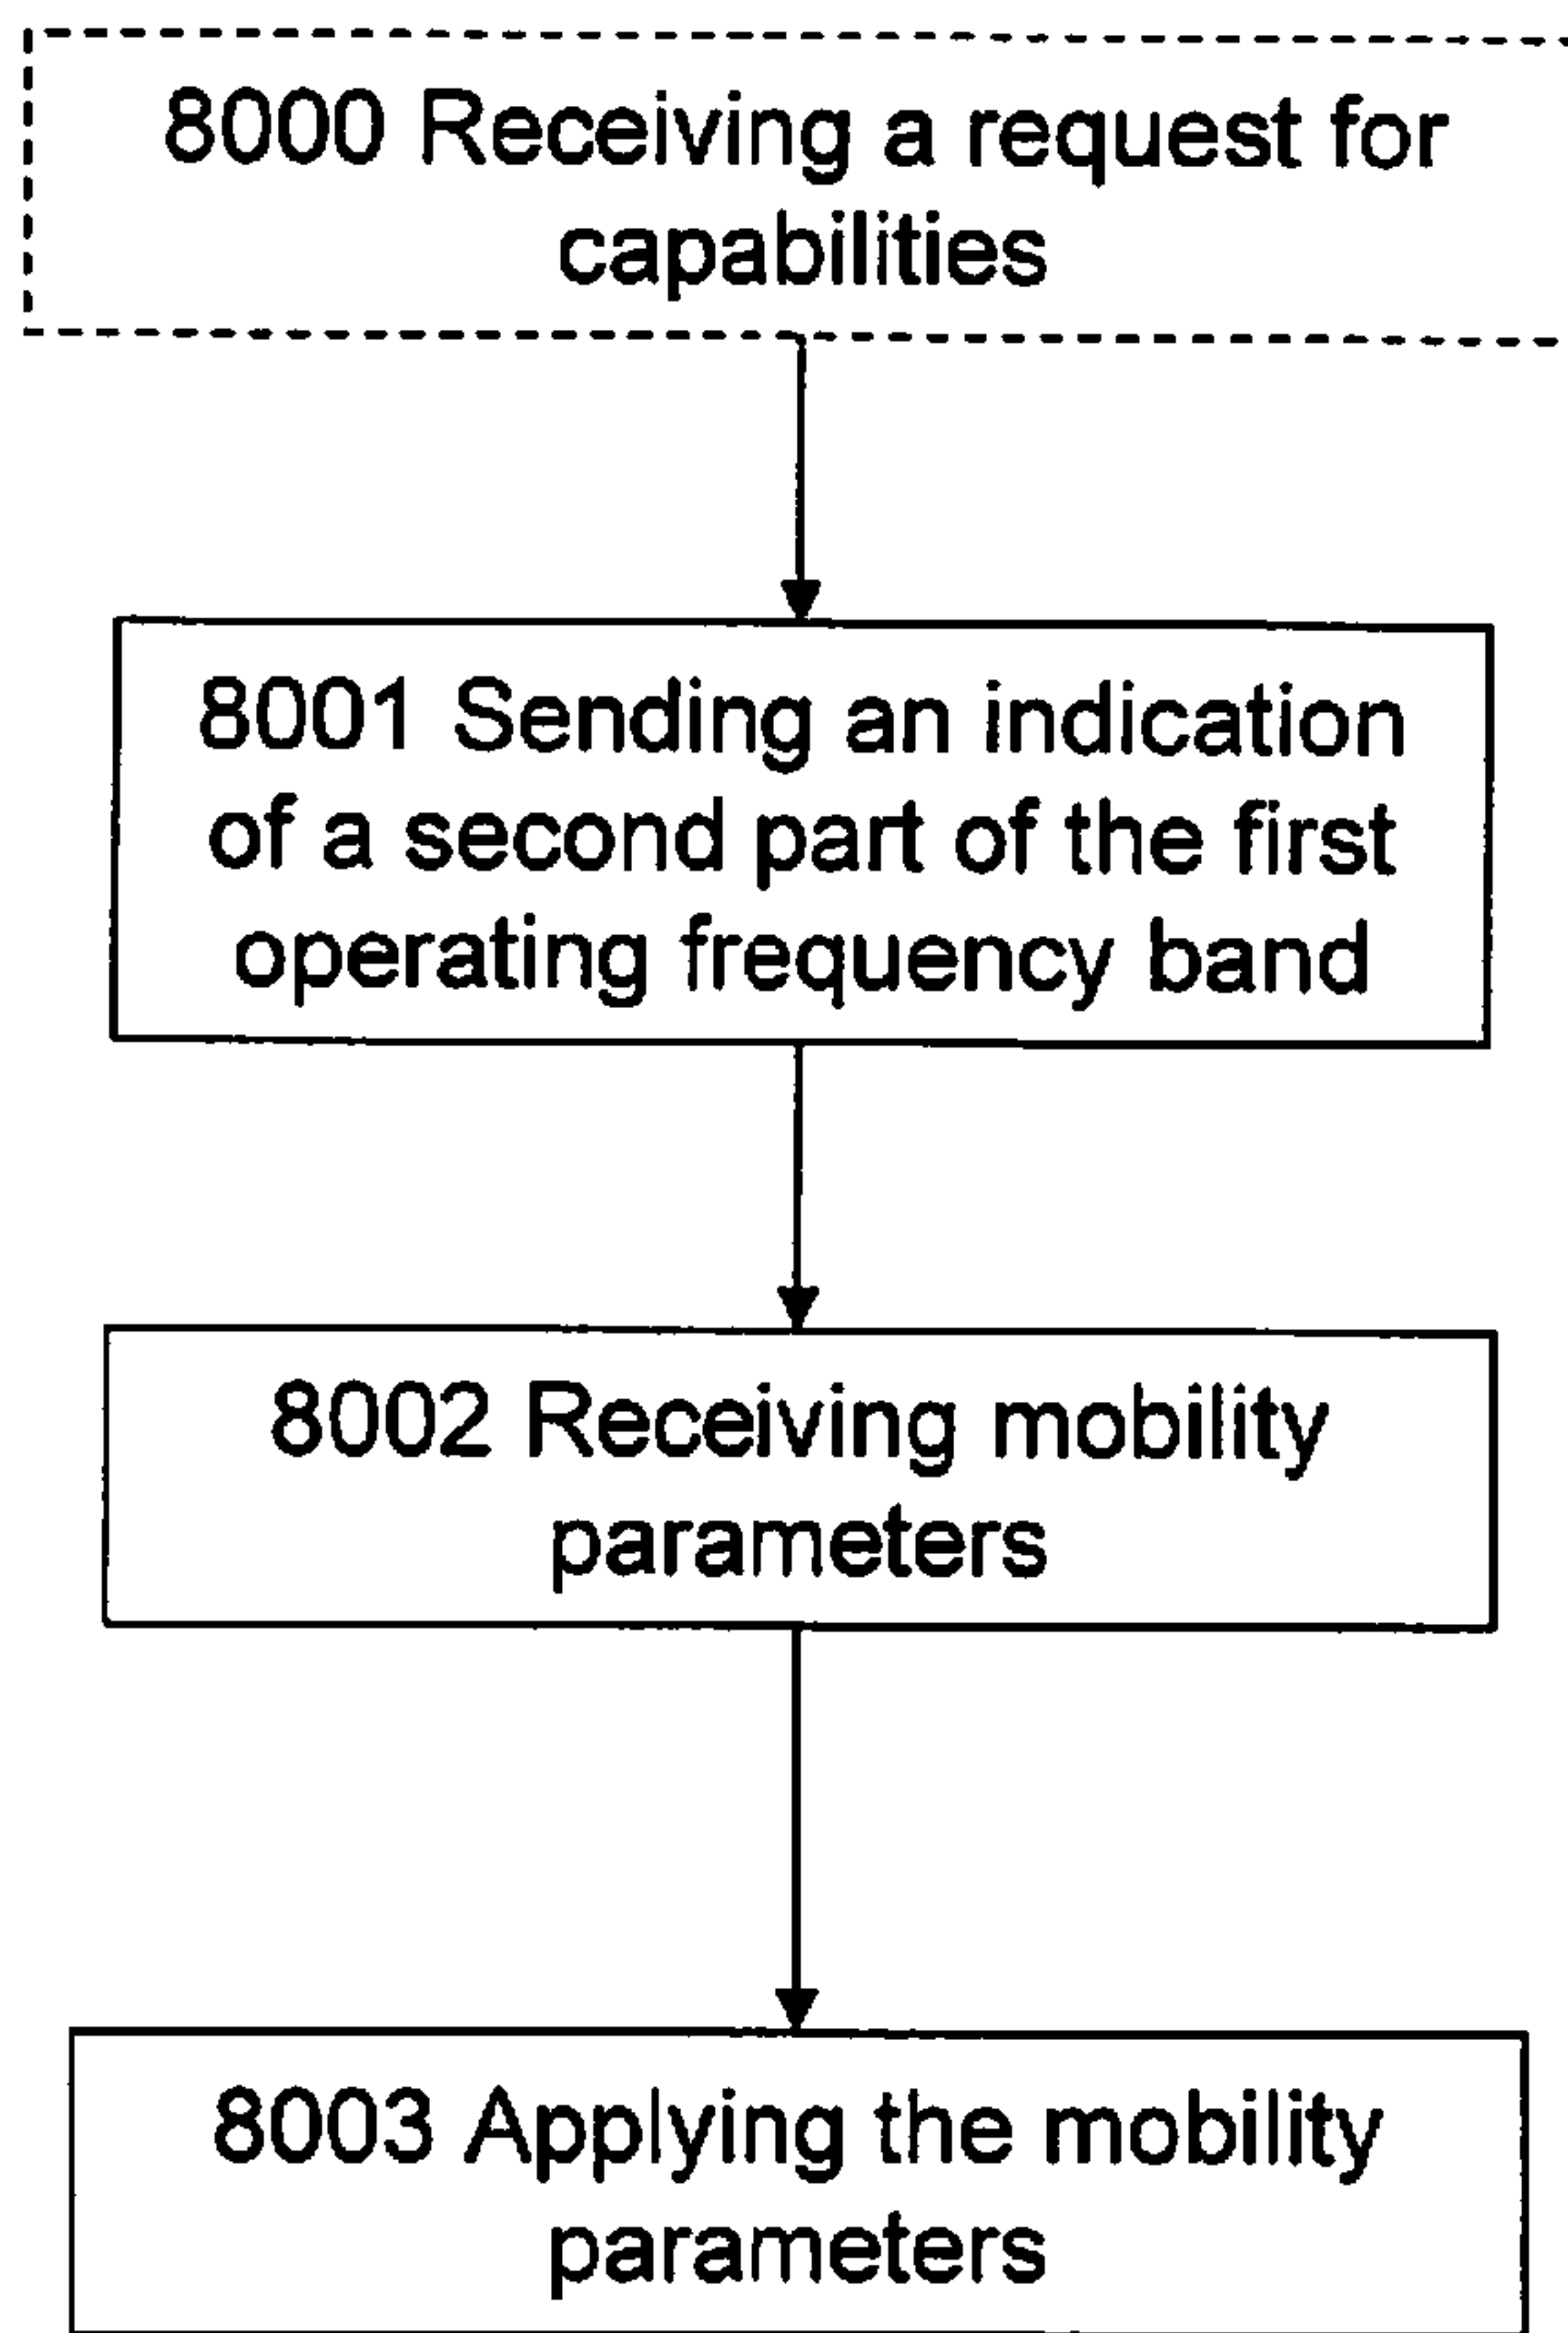 8000 Receiving a request for
capabilities
8001 Sending an indication
of a second part of the first
operating frequency band
8002 Receiving mobility
parameters
8003 Applying the mobility
parameters